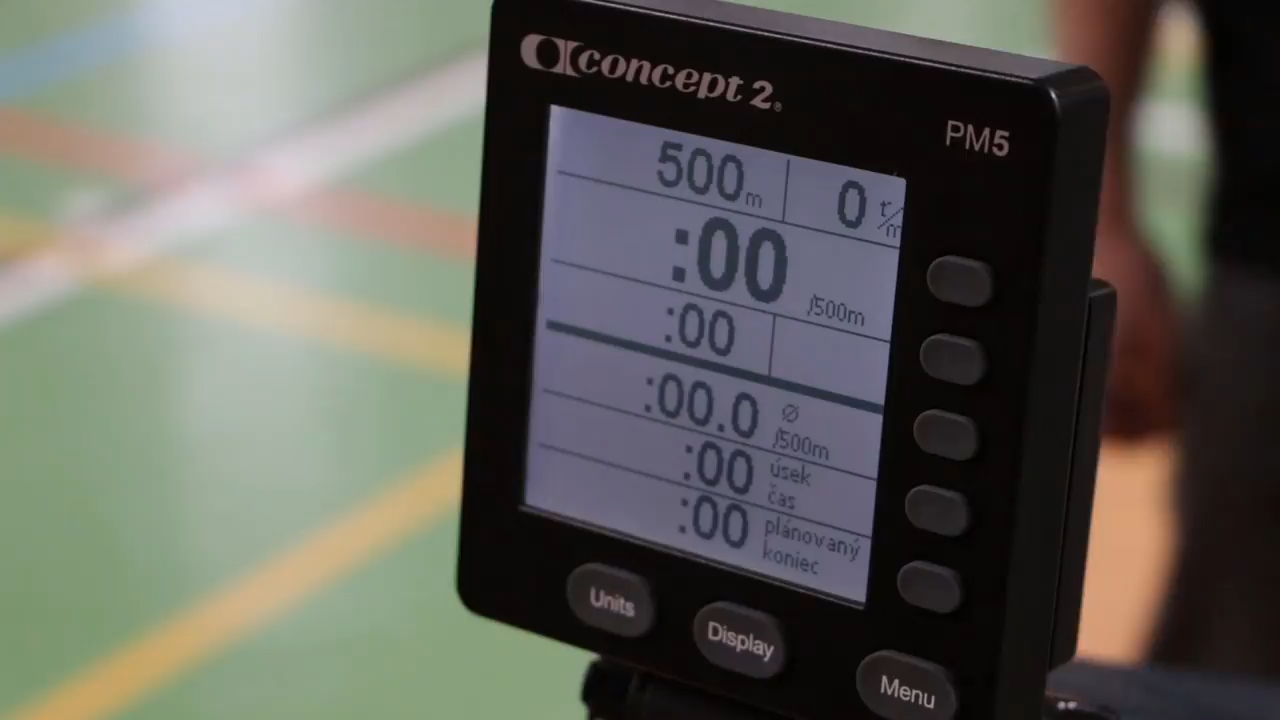 concept 2®
PM5
500m 0 t/m
:00 /500m
:00
:00.0 Ø /500m
:00 úsek čas
:00 plánovaný koniec
Units
Display
Menu